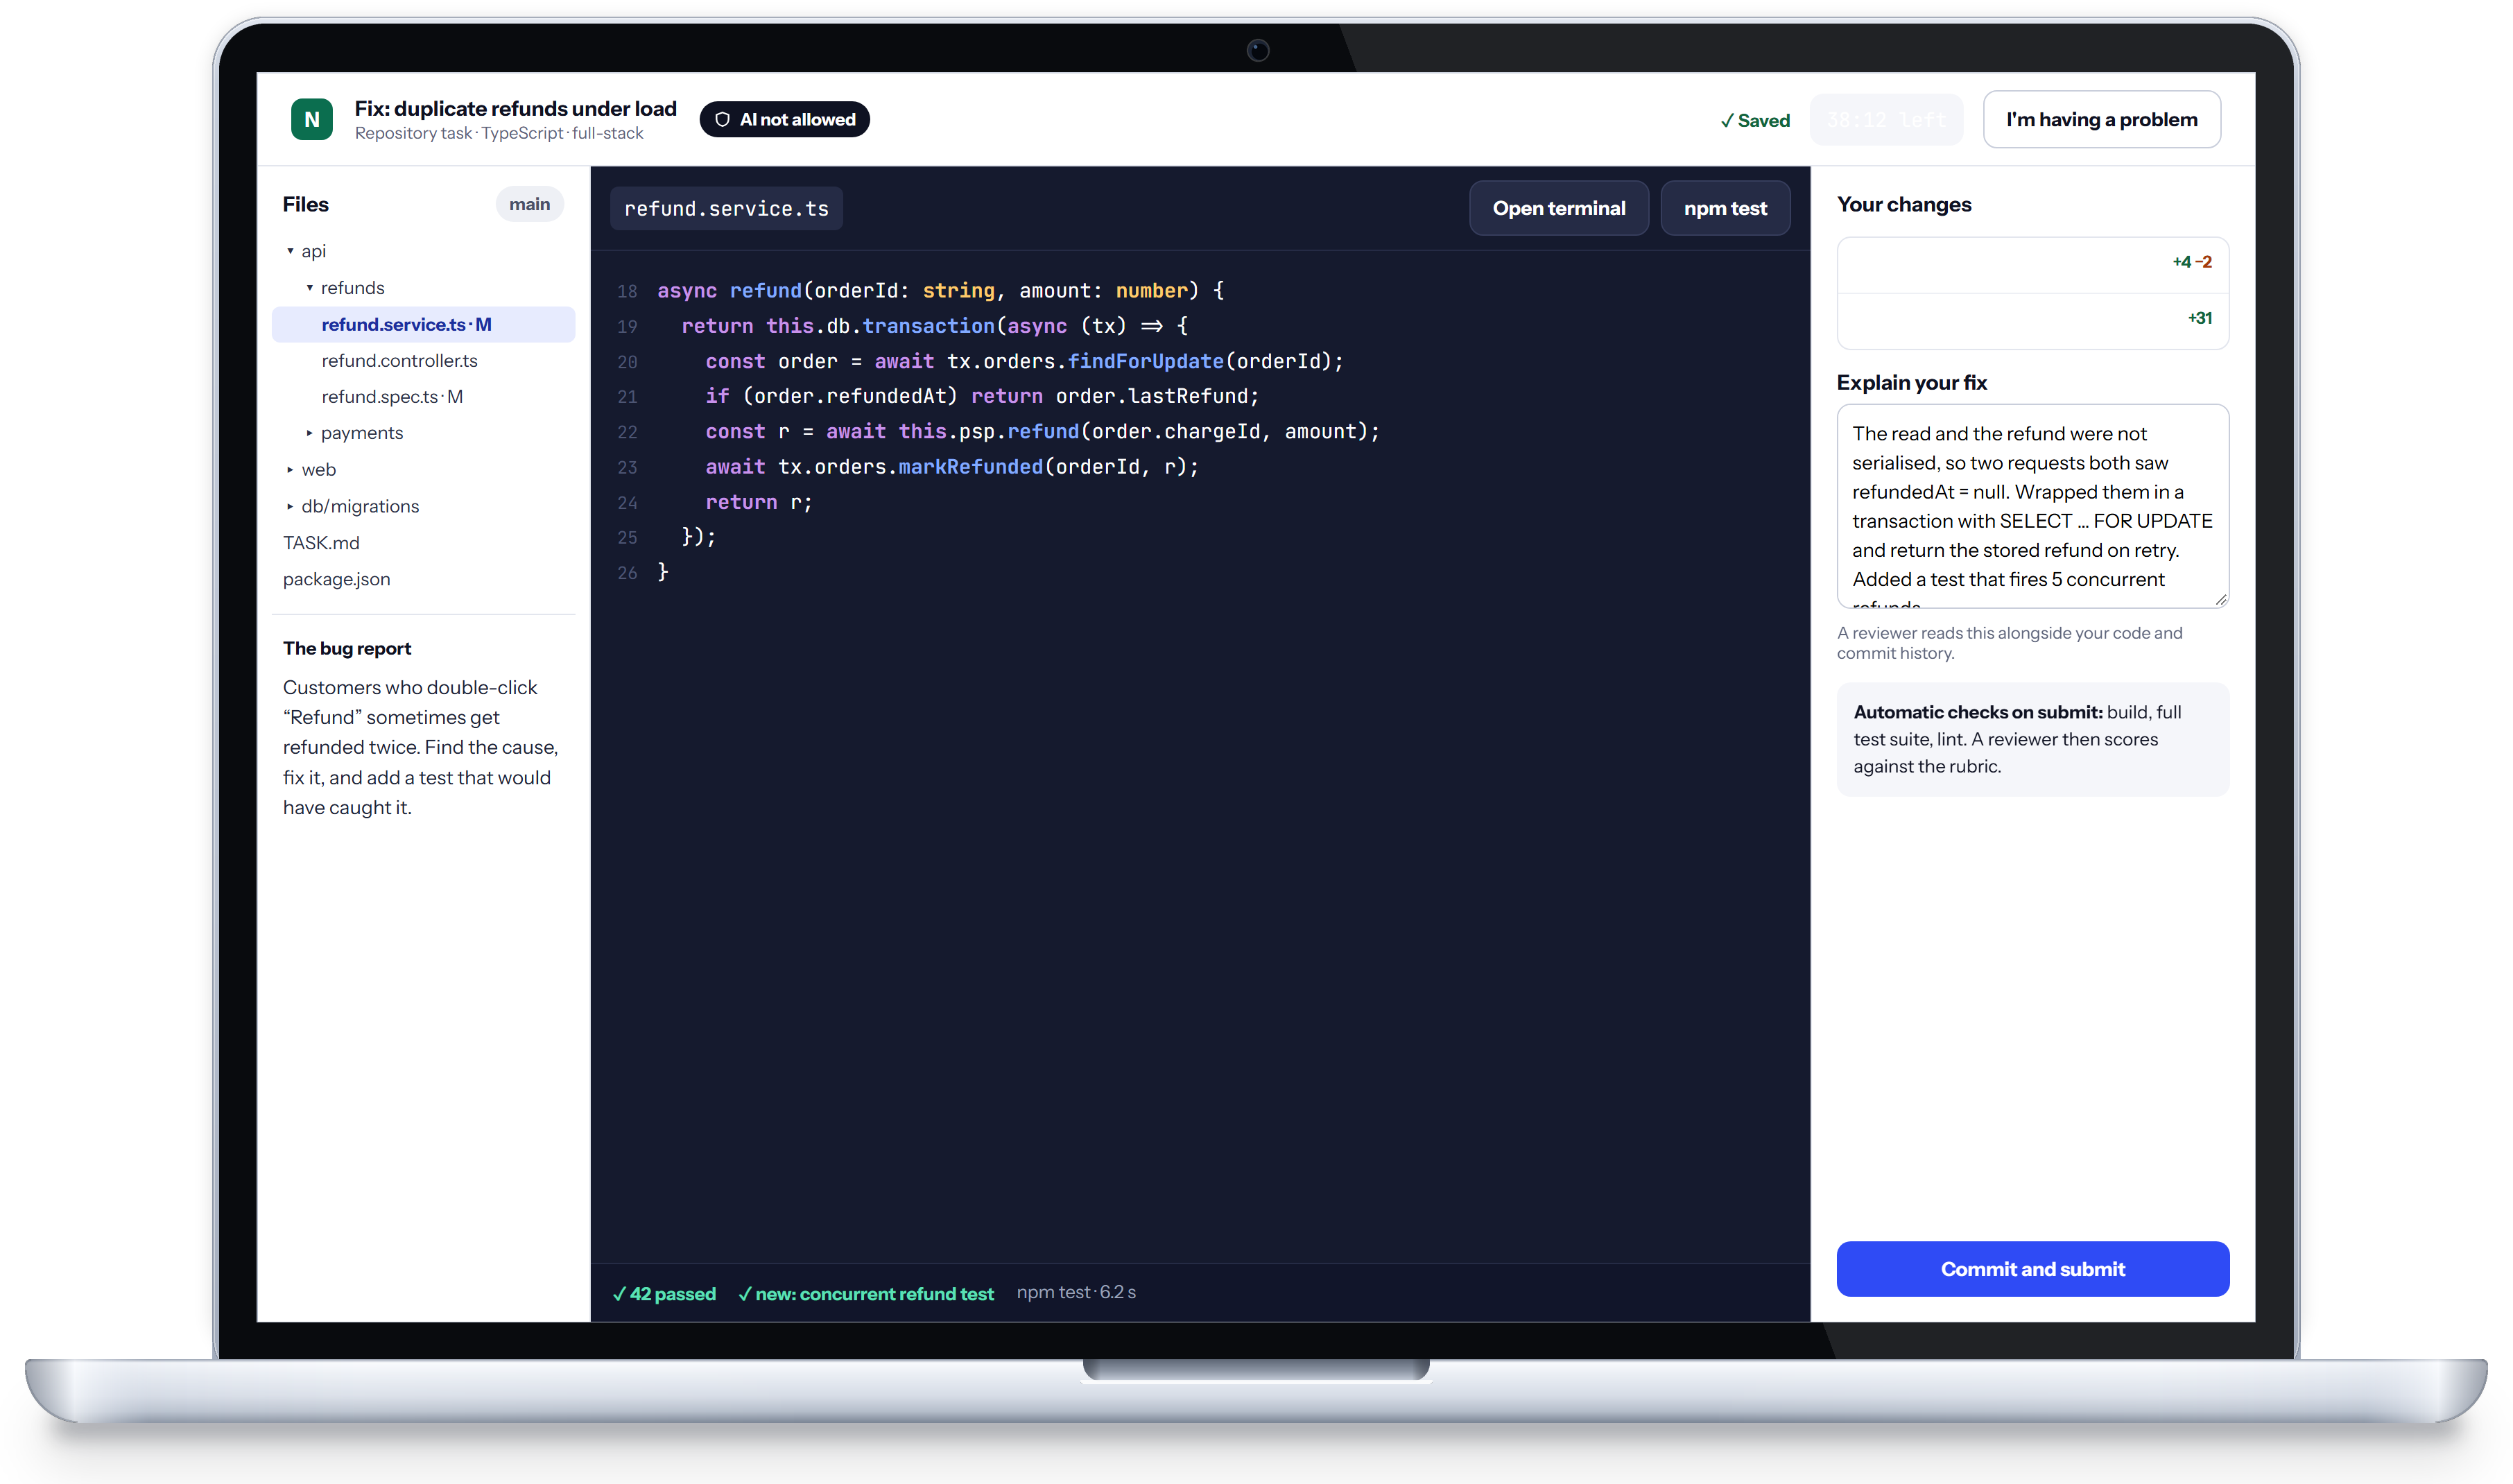 N
Fix: duplicate refunds under load
Repository task · TypeScript · full-stack
AI not allowed
✓ Saved
38:12 left
I'm having a problem
Files
main
▾ api
▾ refunds
refund.service.ts · M
refund.controller.ts
refund.spec.ts · M
▸ payments
▸ web
▸ db/migrations
TASK.md
package.json
The bug report
Customers who double-click
“Refund” sometimes get
refunded twice. Find the cause,
fix it, and add a test that would
have caught it.
refund.service.ts
Open terminal
npm test
18 async refund(orderId: string, amount: number) {
19 return this.db.transaction(async (tx) => {
20 const order = await tx.orders.findForUpdate(orderId);
21 if (order.refundedAt) return order.lastRefund;
22 const r = await this.psp.refund(order.chargeId, amount);
23 await tx.orders.markRefunded(orderId, r);
24 return r;
25 });
26 }
✓ 42 passed
✓ new: concurrent refund test
npm test · 6.2 s
Your changes
+4 −2
+31
Explain your fix
The read and the refund were not
serialised, so two requests both saw
refundedAt = null. Wrapped them in a
transaction with SELECT ... FOR UPDATE
and return the stored refund on retry.
Added a test that fires 5 concurrent
refunds
A reviewer reads this alongside your code and
commit history.
Automatic checks on submit: build, full
test suite, lint. A reviewer then scores
against the rubric.
Commit and submit